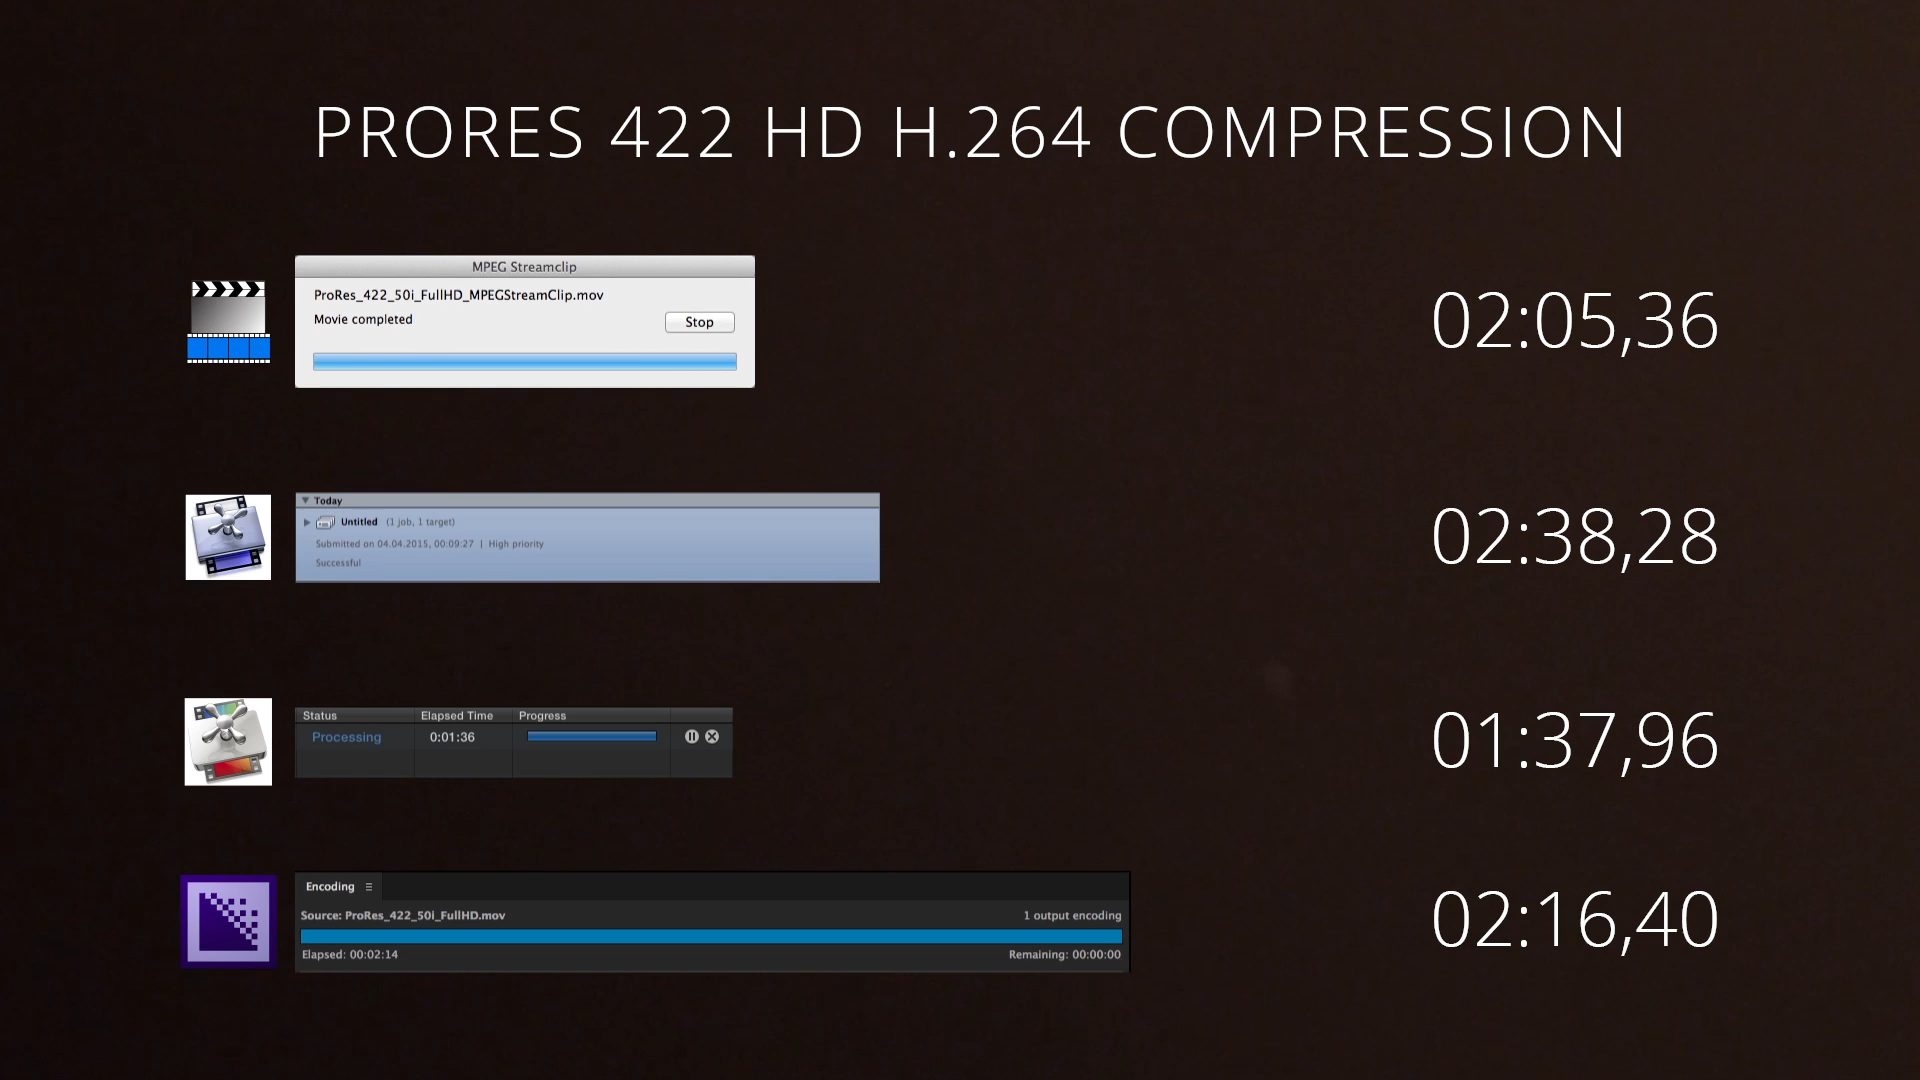 PRORES 422 HD H.264 COMPRESSION
MPEG Streamclip
ProRes_422_50i_FullHD_MPEGStreamClip.mov
Movie completed
Stop
02:05,36
Today
Untitled (1 job, 1 target)
Submitted on 04.04.2015, 00:09:27 | High priority
Successful
02:38,28
Status Elapsed Time Progress
Processing 0:01:36
01:37,96
Encoding
Source: ProRes_422_50i_FullHD.mov 1 output encoding
Elapsed: 00:02:14 Remaining: 00:00:00
02:16,40